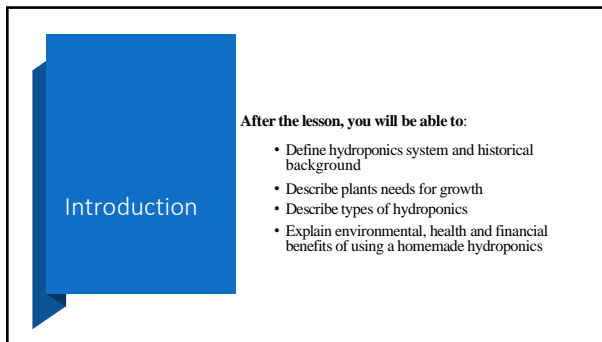 Introduction
After the lesson, you will be able to:
• Define hydroponics system and historical
background
• Describe plants needs for growth
• Describe types of hydroponics
• Explain environmental, health and financial
benefits of using a homemade hydroponics